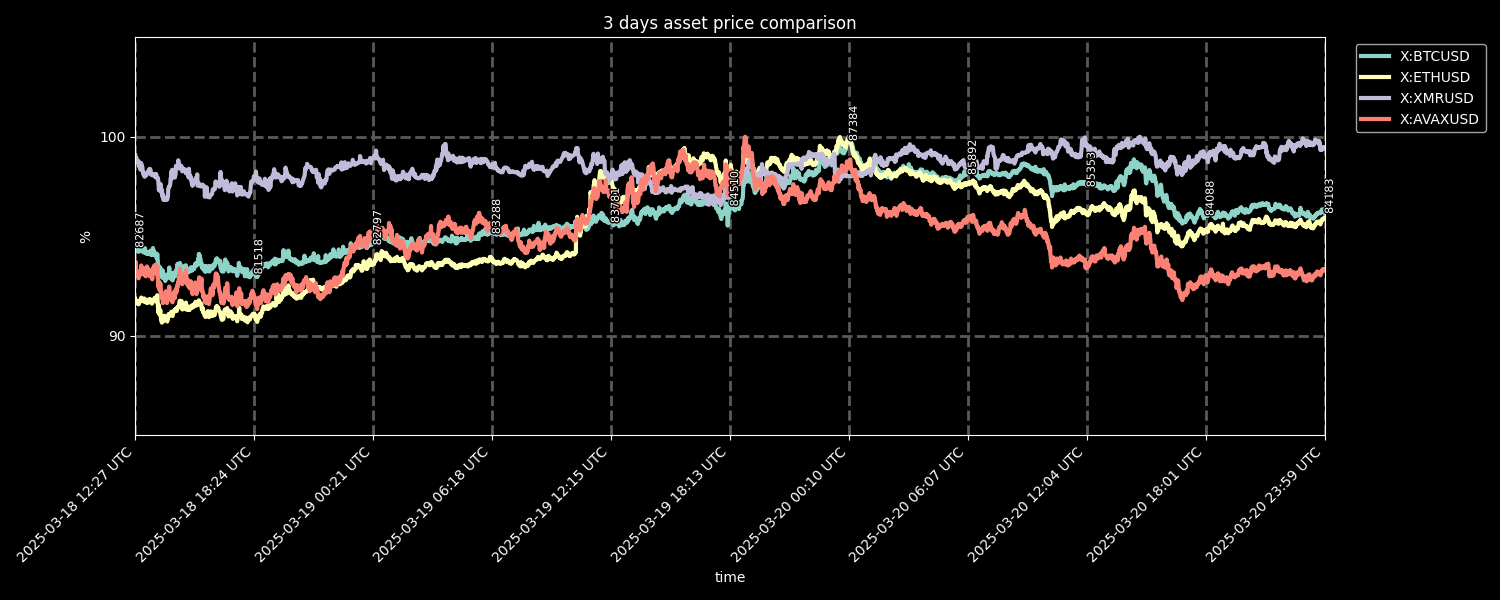 3 days asset price comparison
X:BTCUSD
X:ETHUSD
X:XMRUSD
X:AVAXUSD
%
100
90
82687
81518
82797
83288
83781
84510
87384
85892
85353
84088
84183
2025-03-18 12:27 UTC
2025-03-18 18:24 UTC
2025-03-19 00:21 UTC
2025-03-19 06:18 UTC
2025-03-19 12:15 UTC
2025-03-19 18:13 UTC
2025-03-20 00:10 UTC
2025-03-20 06:07 UTC
2025-03-20 12:04 UTC
2025-03-20 18:01 UTC
2025-03-20 23:59 UTC
time